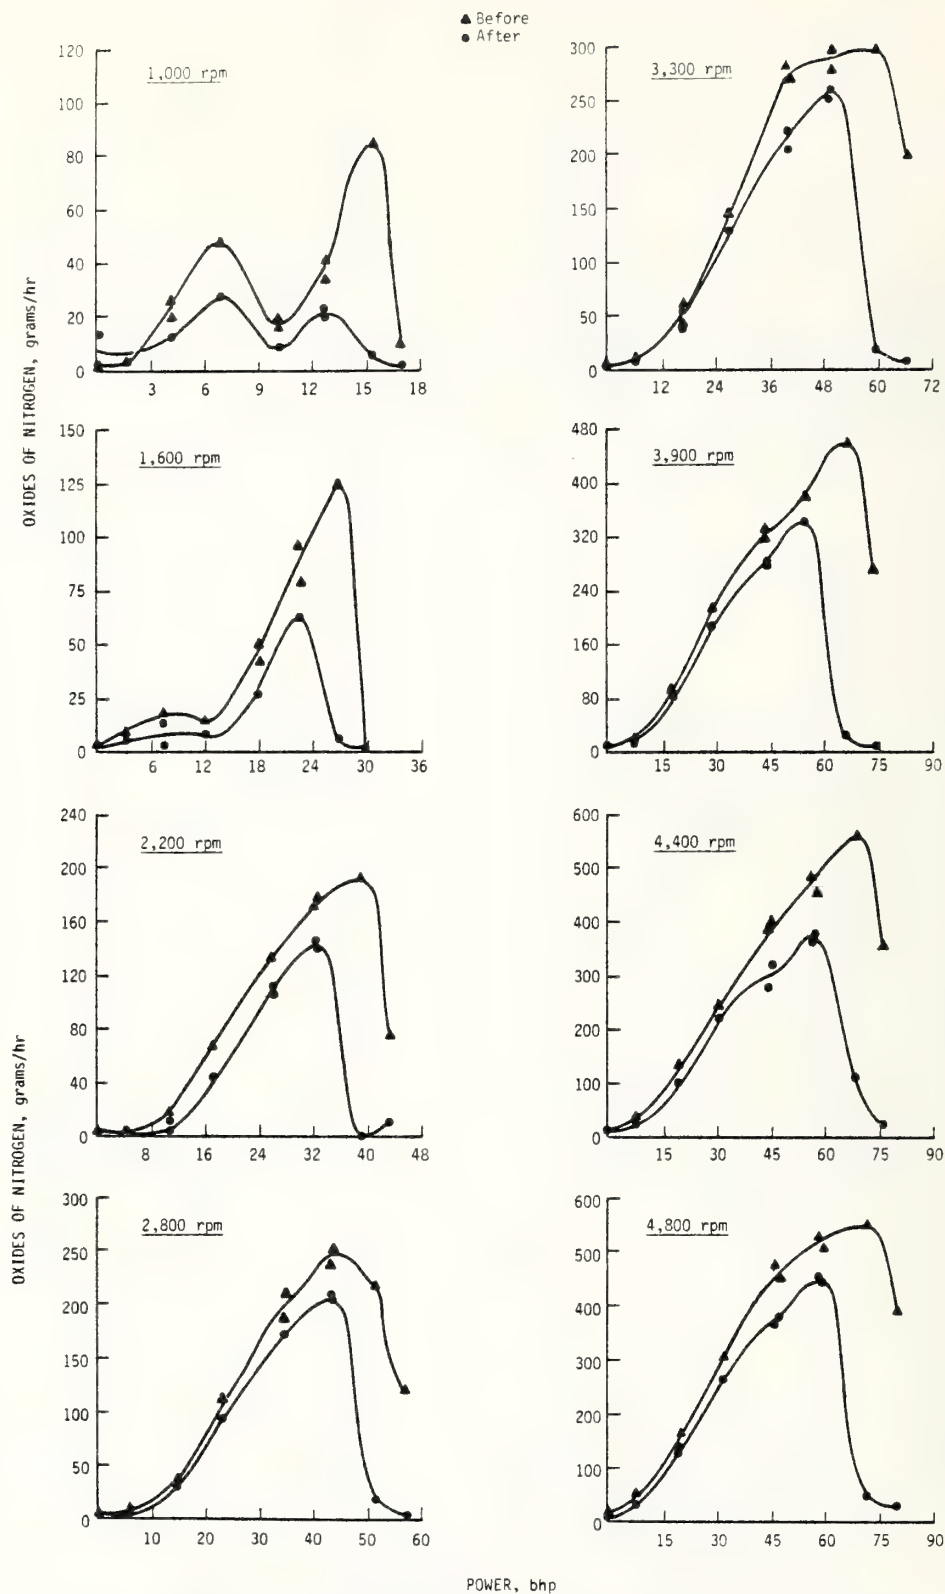 ▲ Before
● After
1,000 rpm
120
100
80
60
40
20
0
3 6 9 12 15 18
3,300 rpm
300
250
200
150
100
50
0
12 24 36 48 60 72
OXIDES OF NITROGEN, grams/hr
1,600 rpm
150
125
100
75
50
25
0
6 12 18 24 30 36
3,900 rpm
480
400
320
240
160
80
0
15 30 45 60 75 90
2,200 rpm
240
200
160
120
80
40
0
8 16 24 32 40 48
4,400 rpm
600
500
400
300
200
100
0
15 30 45 60 75 90
OXIDES OF NITROGEN, grams/hr
2,800 rpm
300
250
200
150
100
50
0
10 20 30 40 50 60
4,800 rpm
600
500
400
300
200
100
0
15 30 45 60 75 90
POWER, bhp